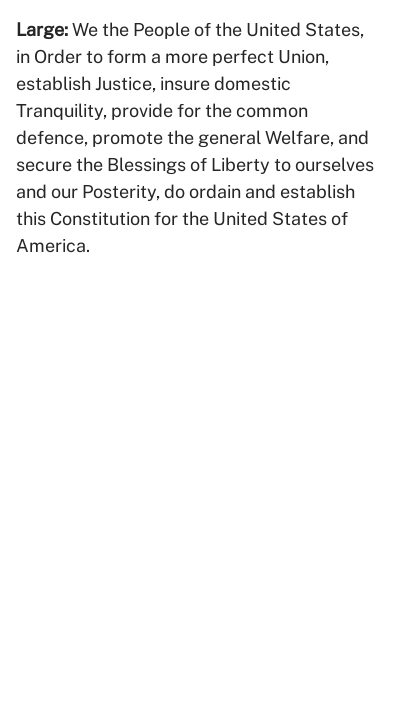 Large: We the People of the United States,
in Order to form a more perfect Union,
establish Justice, insure domestic
Tranquility, provide for the common
defence, promote the general Welfare, and
secure the Blessings of Liberty to ourselves
and our Posterity, do ordain and establish
this Constitution for the United States of
America.